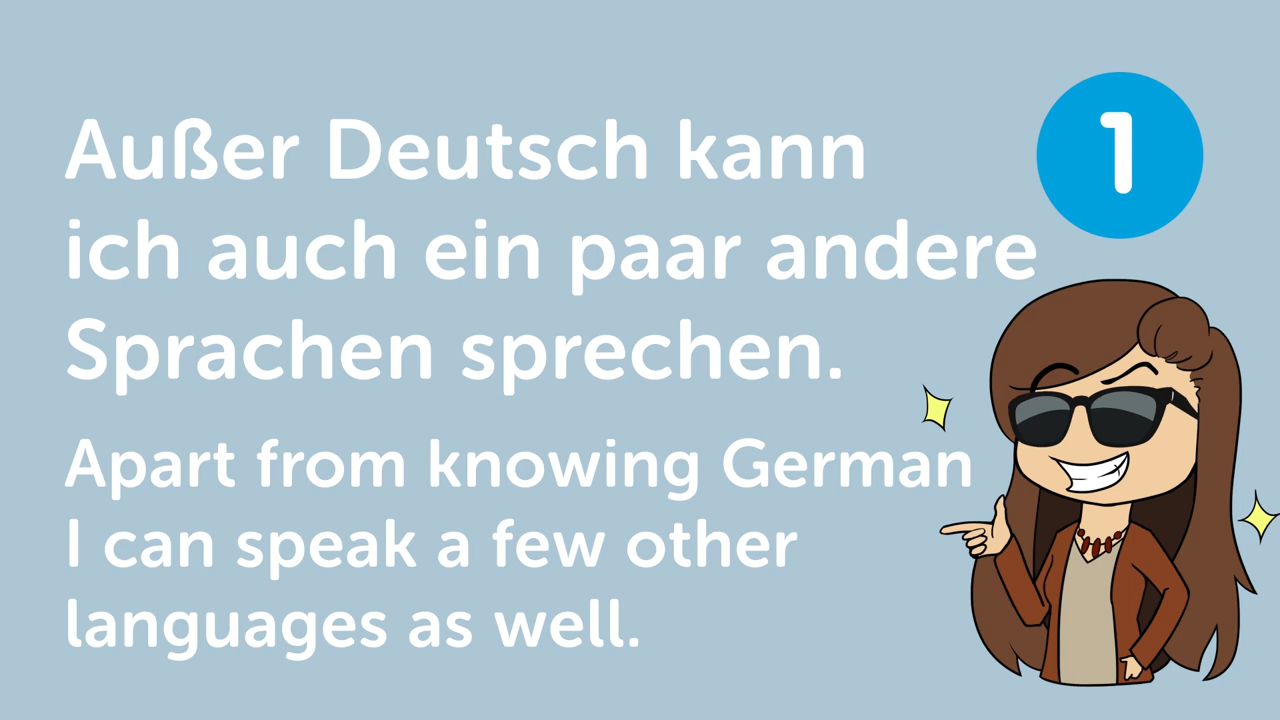 Außer Deutsch kann
ich auch ein paar andere
Sprachen sprechen.
Apart from knowing German
I can speak a few other
languages as well.
1